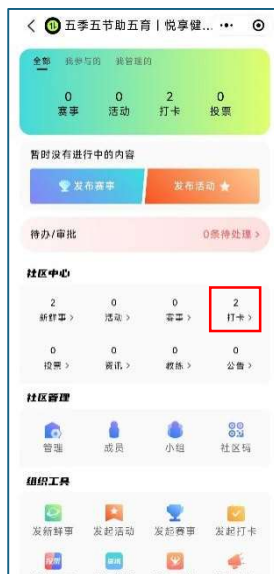 五季五节助五育 | 悦享健... 
全部 我参与的 我管理的
0 0 2 0
赛事 活动 打卡 投票
暂时没有进行中的内容
发布赛事 发布活动
待办/审批 0条待处理 >
社区中心
2 0 0 2
新鲜事 > 活动 > 赛事 > 打卡 >
0 0 0 0
投票 > 资讯 > 教练 > 公告 >
社区管理
管理 成员 小组 社区码
组织工具
发新鲜事 发起活动 发起赛事 发起打卡
投票